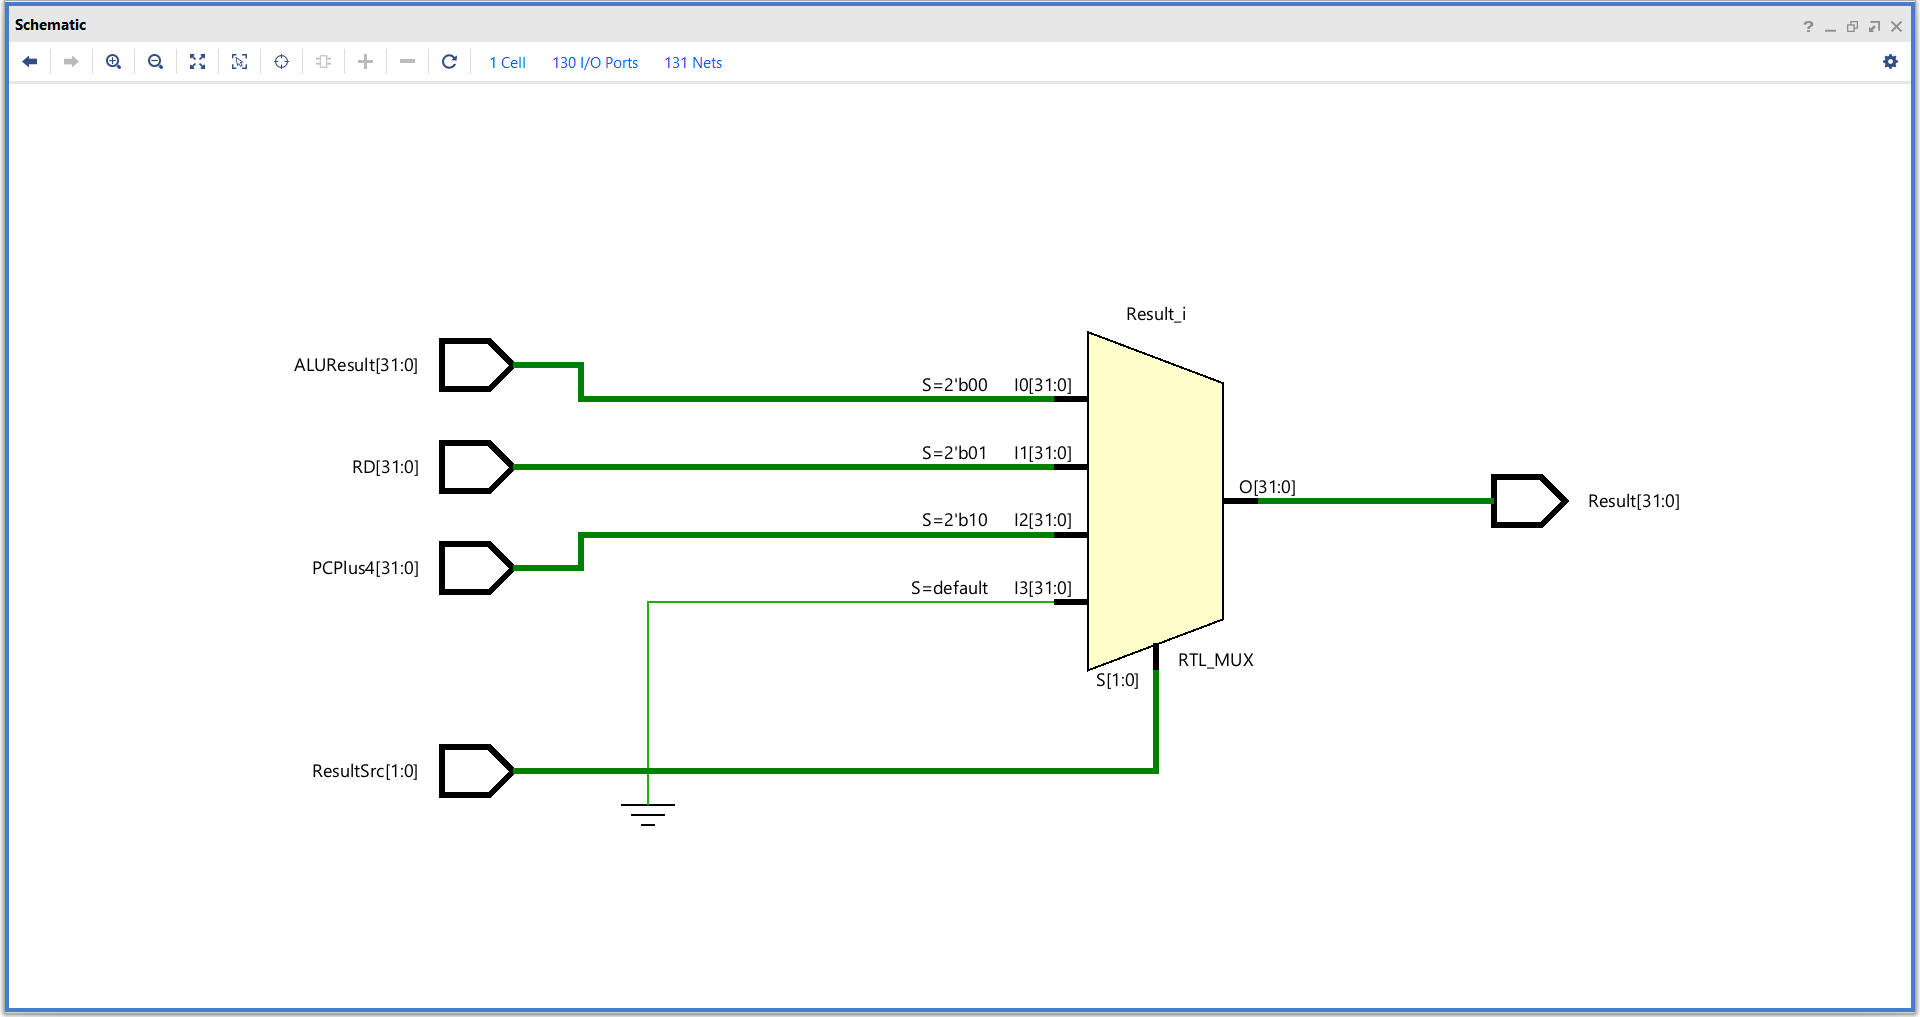 Schematic
1 Cell 130 I/O Ports 131 Nets
Result_i
ALUResult[31:0]
S=2'b00 I0[31:0]
RD[31:0]
S=2'b01 I1[31:0]
O[31:0]
Result[31:0]
S=2'b10 I2[31:0]
PCPlus4[31:0]
S=default I3[31:0]
RTL_MUX
S[1:0]
ResultSrc[1:0]